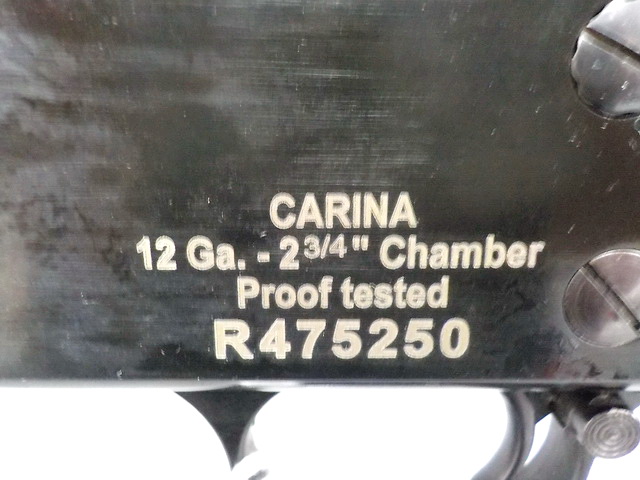 CARINA
12 Ga. - 2 3/4" Chamber
Proof tested
R475250